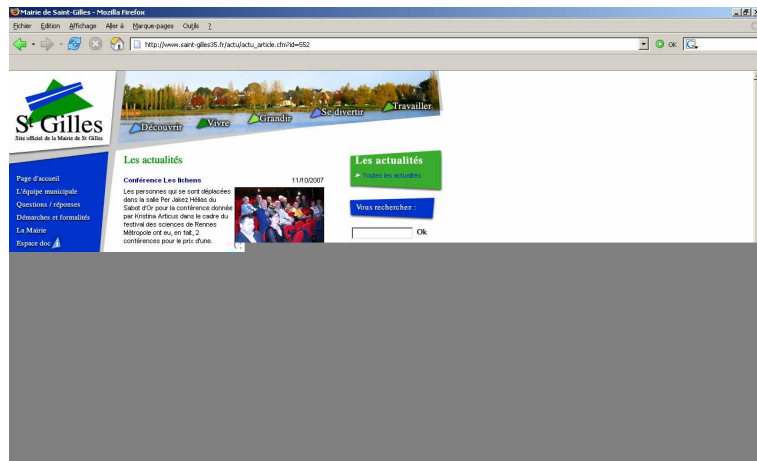 Mairie de Saint-Gilles - Mozilla Firefox
Fichier Edition Affichage Aller à Marque-pages Outils ?
http://www.saint-gilles35.fr/actu/actu_article.cfm?id=552
OK
St Gilles
Site officiel de la Mairie de St Gilles
Découvrir Vivre Grandir Se divertir Travailler
Page d'accueil
L'équipe municipale
Questions / réponses
Démarches et formalités
La Mairie
Espace doc
Les actualités
Conférence Les lichens 11/10/2007
Les personnes qui se sont déplacées
dans la salle Per Jakez Hélias du
Sabot d'Or pour la conférence donnée
par Kristina Articus dans le cadre du
festival des sciences de Rennes
Métropole ont eu, en fait, 2
conférences pour le prix d'une.
Les actualités
Toutes les actualités
Vous recherchez :
Ok